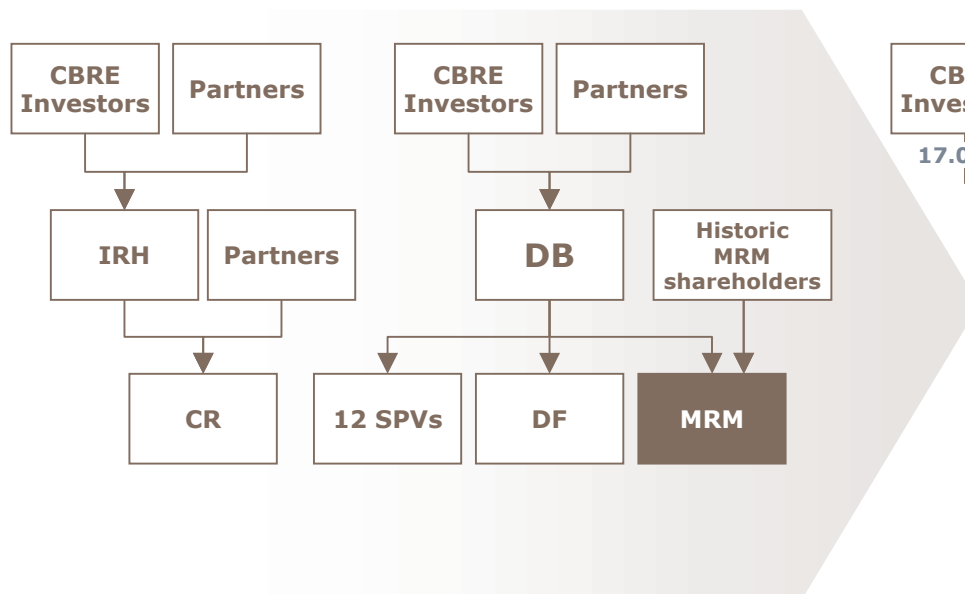 CBRE
Investors
Partners
CBRE
Investors
Partners
IRH
Partners
DB
Historic
MRM
shareholders
CR
12 SPVs
DF
MRM